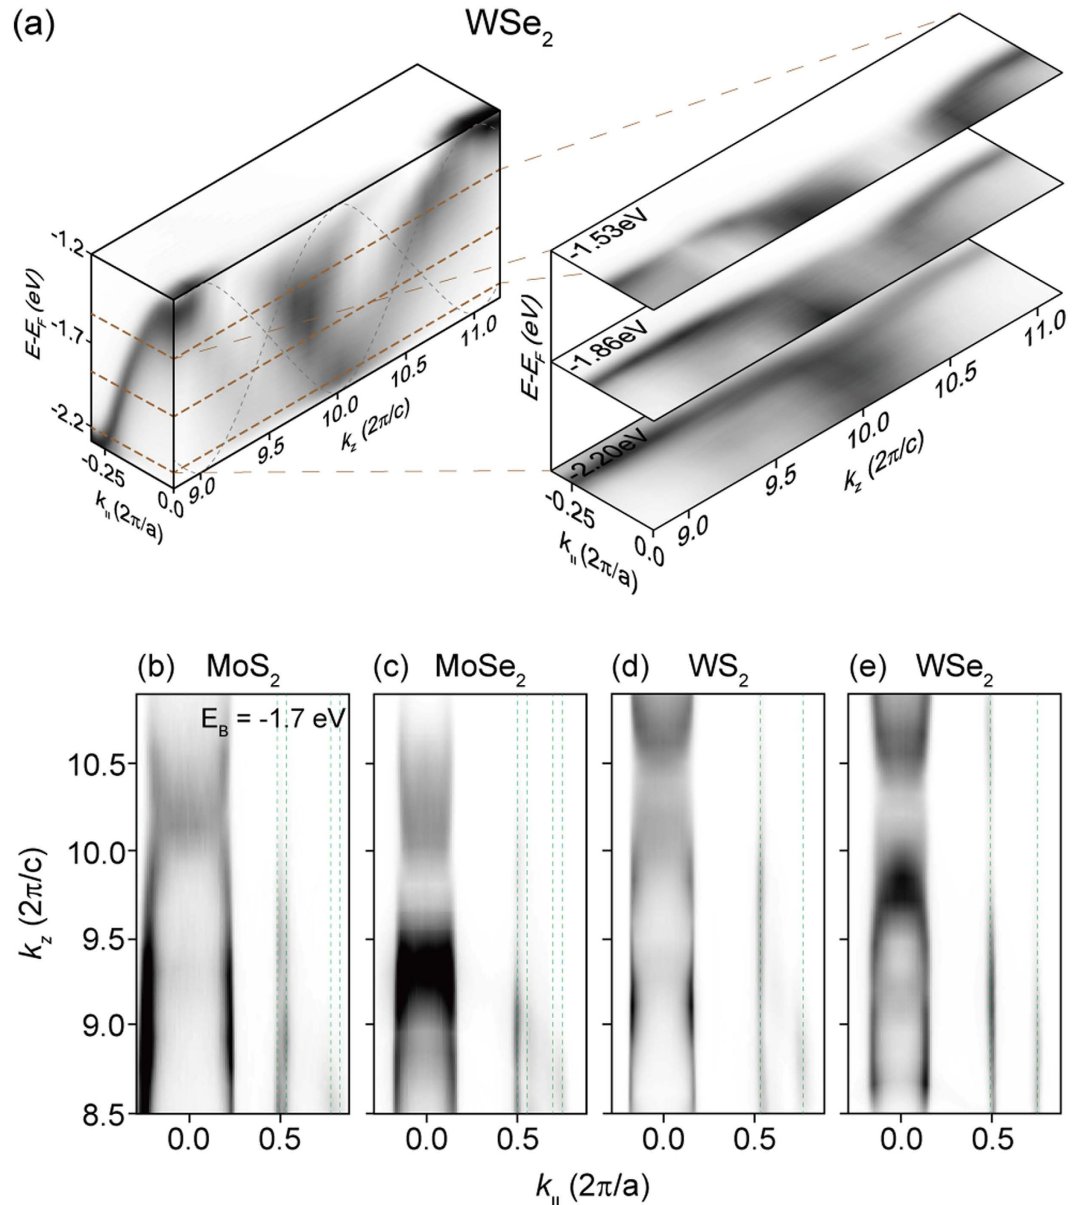 (a) WSe2
-1.2
-1.7
-2.2
E-EF (eV)
-0.25
0.0
k|| (2π/a)
9.0
9.5
10.0
10.5
11.0
kz (2π/c)
-1.53eV
-1.86eV
-2.20eV
E-EF (eV)
-0.25
0.0
k|| (2π/a)
9.0
9.5
10.0
10.5
11.0
kz (2π/c)
(b) MoS2 (c) MoSe2 (d) WS2 (e) WSe2
EB = -1.7 eV
10.5
10.0
9.5
9.0
8.5
kz (2π/c)
0.0 0.5 0.0 0.5 0.0 0.5 0.0 0.5
k|| (2π/a)